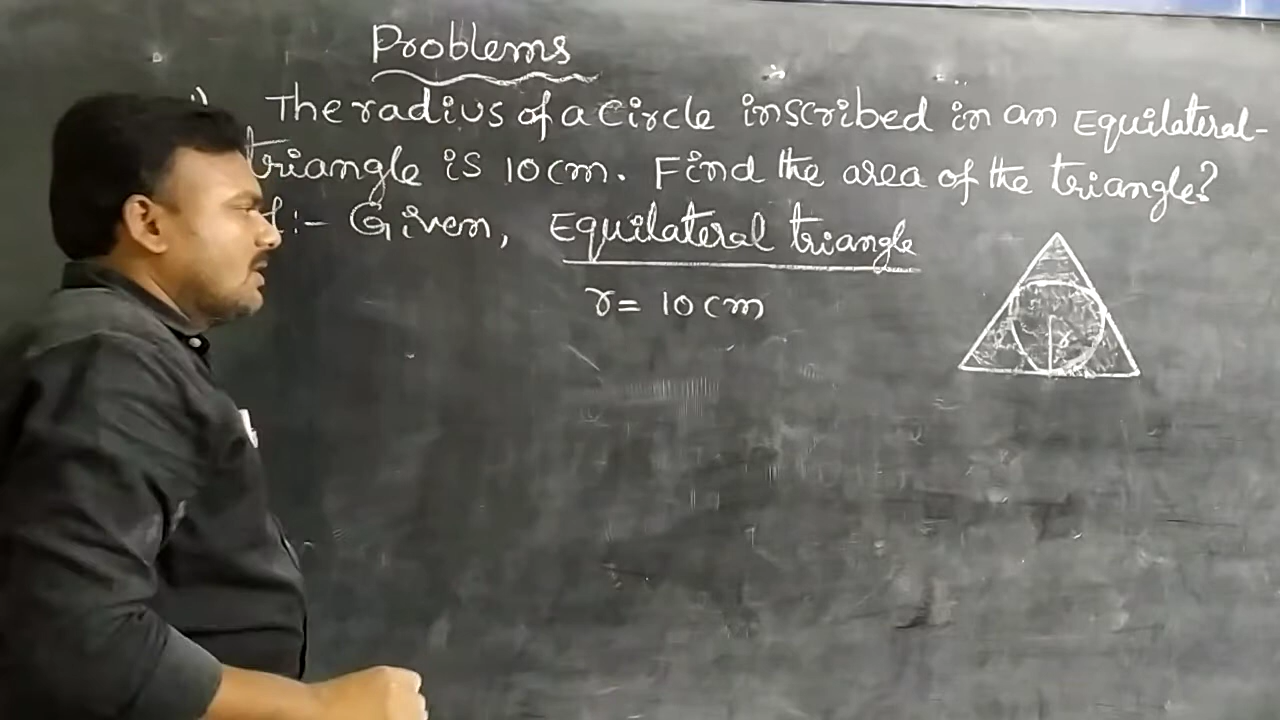 Problems
1) The radius of a circle inscribed in an Equilateral-
triangle is 10cm. Find the area of the triangle?
:- Given, Equilateral triangle
r = 10cm
r